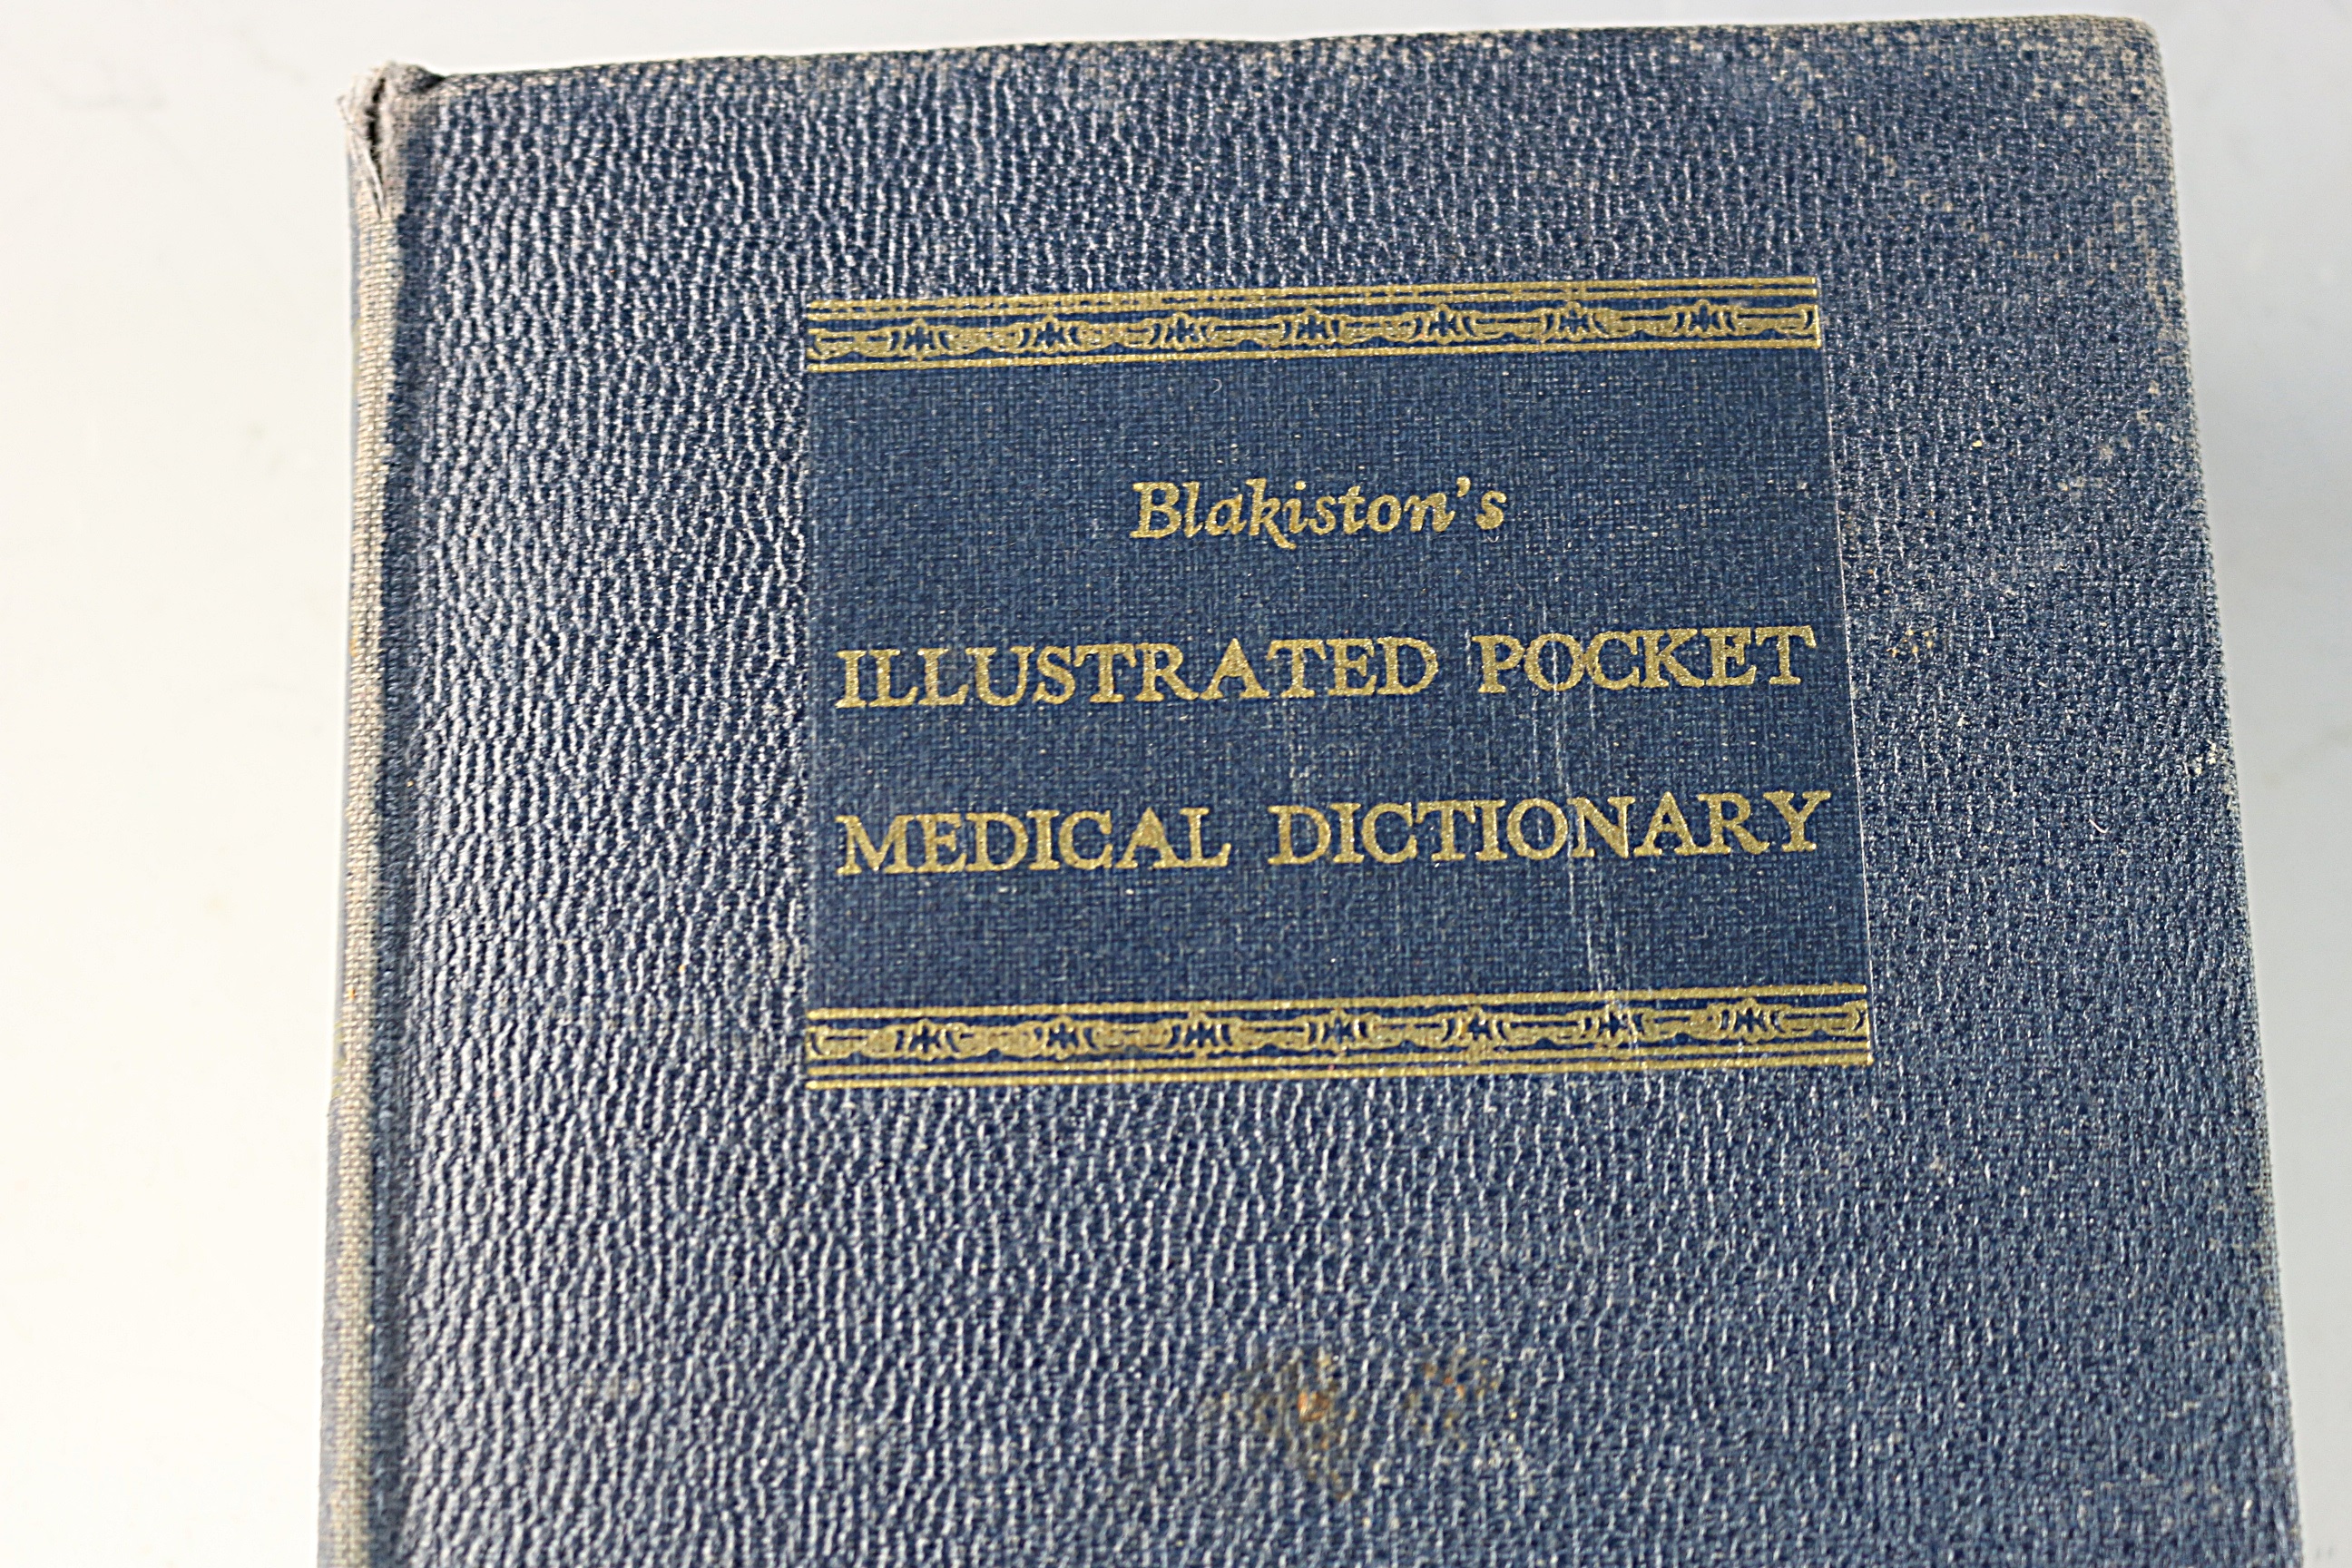 Blakiston's
ILLUSTRATED POCKET
MEDICAL DICTIONARY